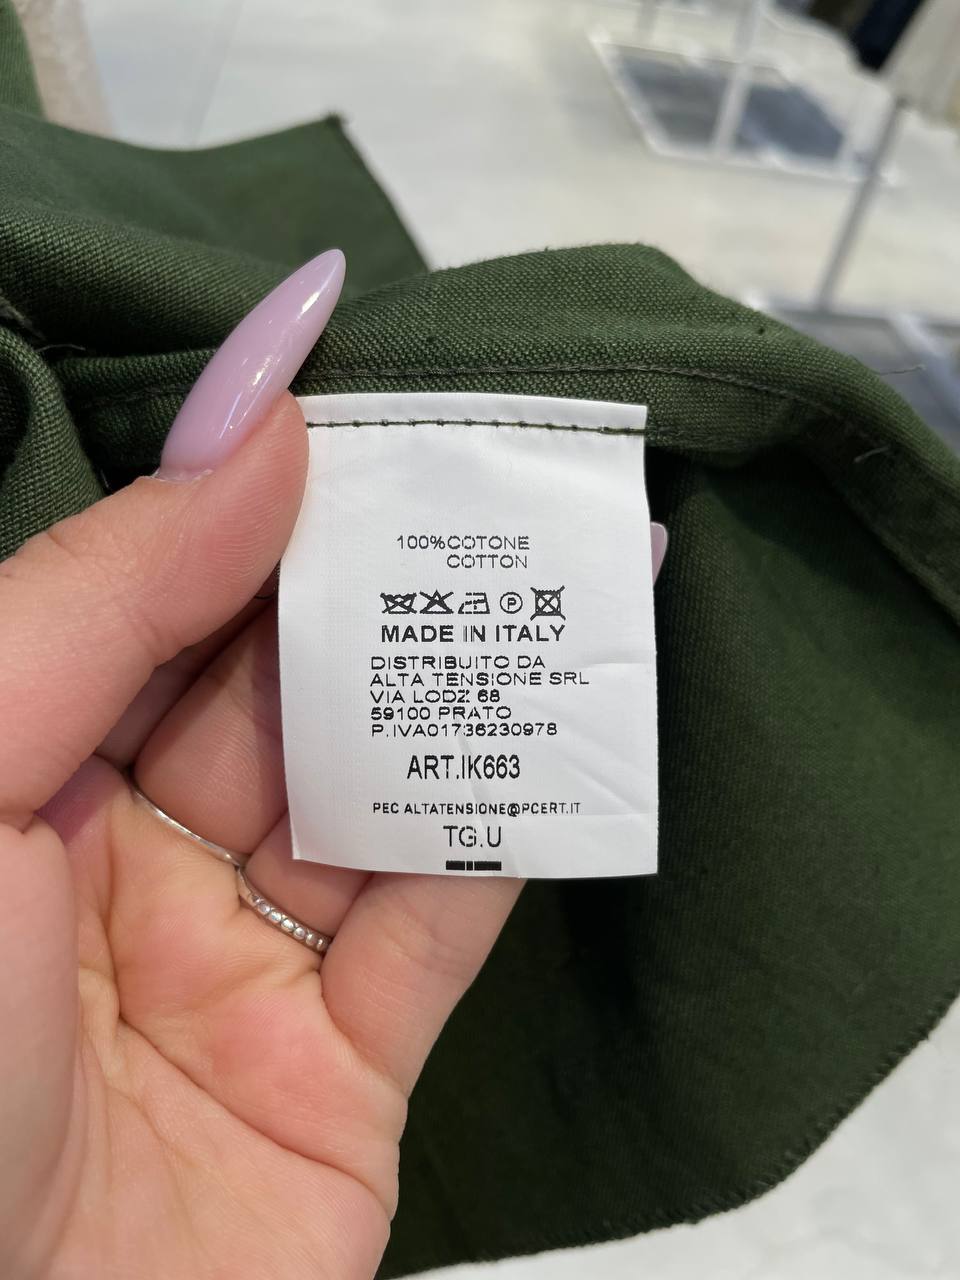 100%COTONE
COTTON
P
MADE IN ITALY
DISTRIBUITO DA
ALTA TENSIONE SRL
VIA LODZ 68
59100 PRATO
P.IVA01736230978
ART.IK663
PEC ALTATENSIONE@PCERT.IT
TG.U